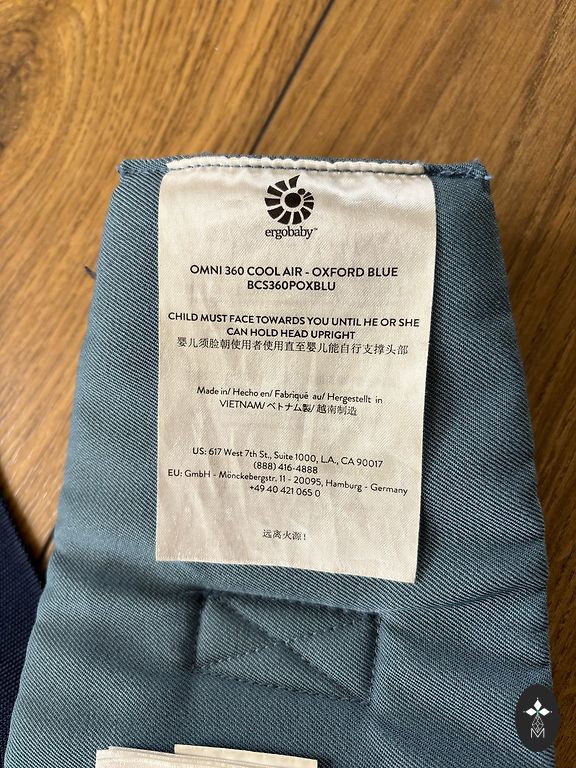 ergobaby™
OMNI 360 COOL AIR - OXFORD BLUE
BCS360POXBLU
CHILD MUST FACE TOWARDS YOU UNTIL HE OR SHE
CAN HOLD HEAD UPRIGHT
婴儿须脸朝使用者使用直至婴儿能自行支撑头部
Made in/ Hecho en/ Fabriqué au/ Hergestellt in
VIETNAM/ ベトナム製/ 越南制造
US: 617 West 7th St., Suite 1000, L.A., CA 90017
(888) 416-4888
EU: GmbH - Mönckebergstr. 11 - 20095, Hamburg - Germany
+49 40 421 065 0
远离火源!
M